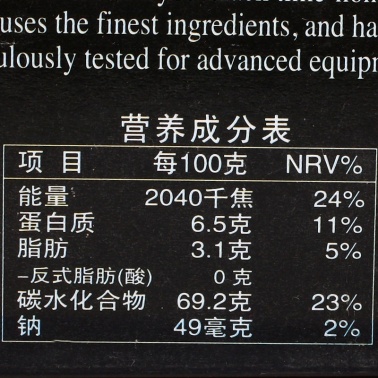 uses the finest ingredients, and ha
ulously tested for advanced equipr
营养成分表
项 目 每100克 NRV%
能量 2040千焦 24%
蛋白质 6.5克 11%
脂肪 3.1克 5%
-反式脂肪(酸) 0 克
碳水化合物 69.2克 23%
钠 49毫克 2%